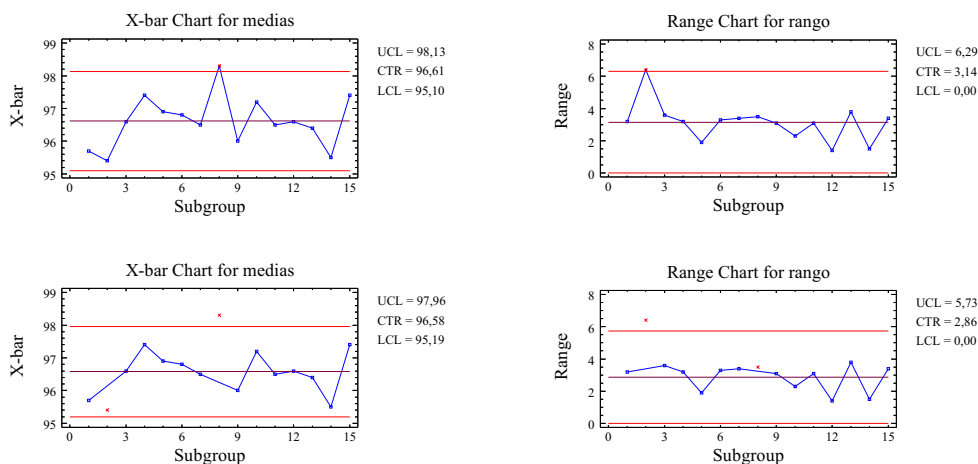 X-bar Chart for medias
X-bar
99
98
97
96
95
0 3 6 9 12 15
Subgroup
UCL = 98,13
CTR = 96,61
LCL = 95,10
Range Chart for rango
Range
8
6
4
2
0
0 3 6 9 12 15
Subgroup
UCL = 6,29
CTR = 3,14
LCL = 0,00
X-bar Chart for medias
X-bar
99
98
97
96
95
0 3 6 9 12 15
Subgroup
UCL = 97,96
CTR = 96,58
LCL = 95,19
Range Chart for rango
Range
8
6
4
2
0
0 3 6 9 12 15
Subgroup
UCL = 5,73
CTR = 2,86
LCL = 0,00